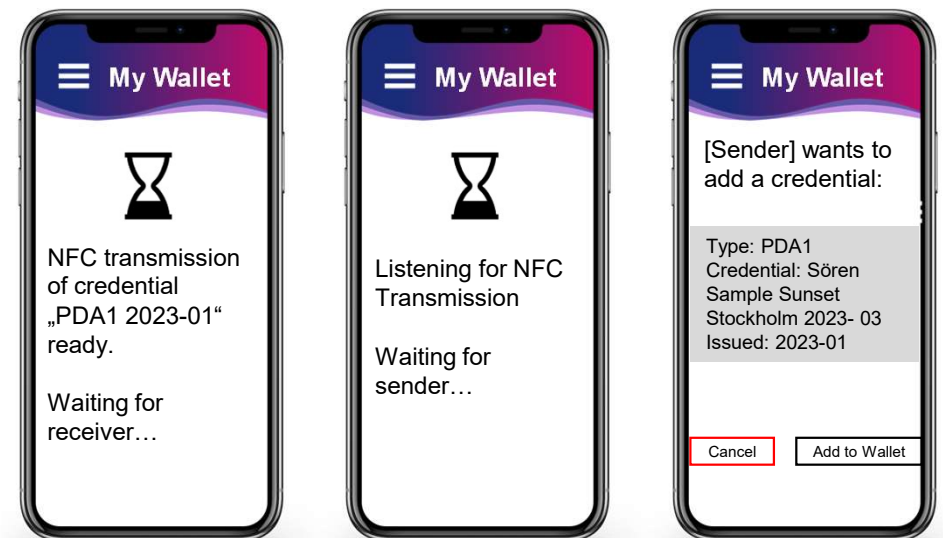 My Wallet
NFC transmission
of credential
„PDA1 2023-01“
ready.
Waiting for
receiver…
My Wallet
Listening for NFC
Transmission
Waiting for
sender…
My Wallet
[Sender] wants to
add a credential:
Type: PDA1
Credential: Sören
Sample Sunset
Stockholm 2023- 03
Issued: 2023-01
Cancel
Add to Wallet